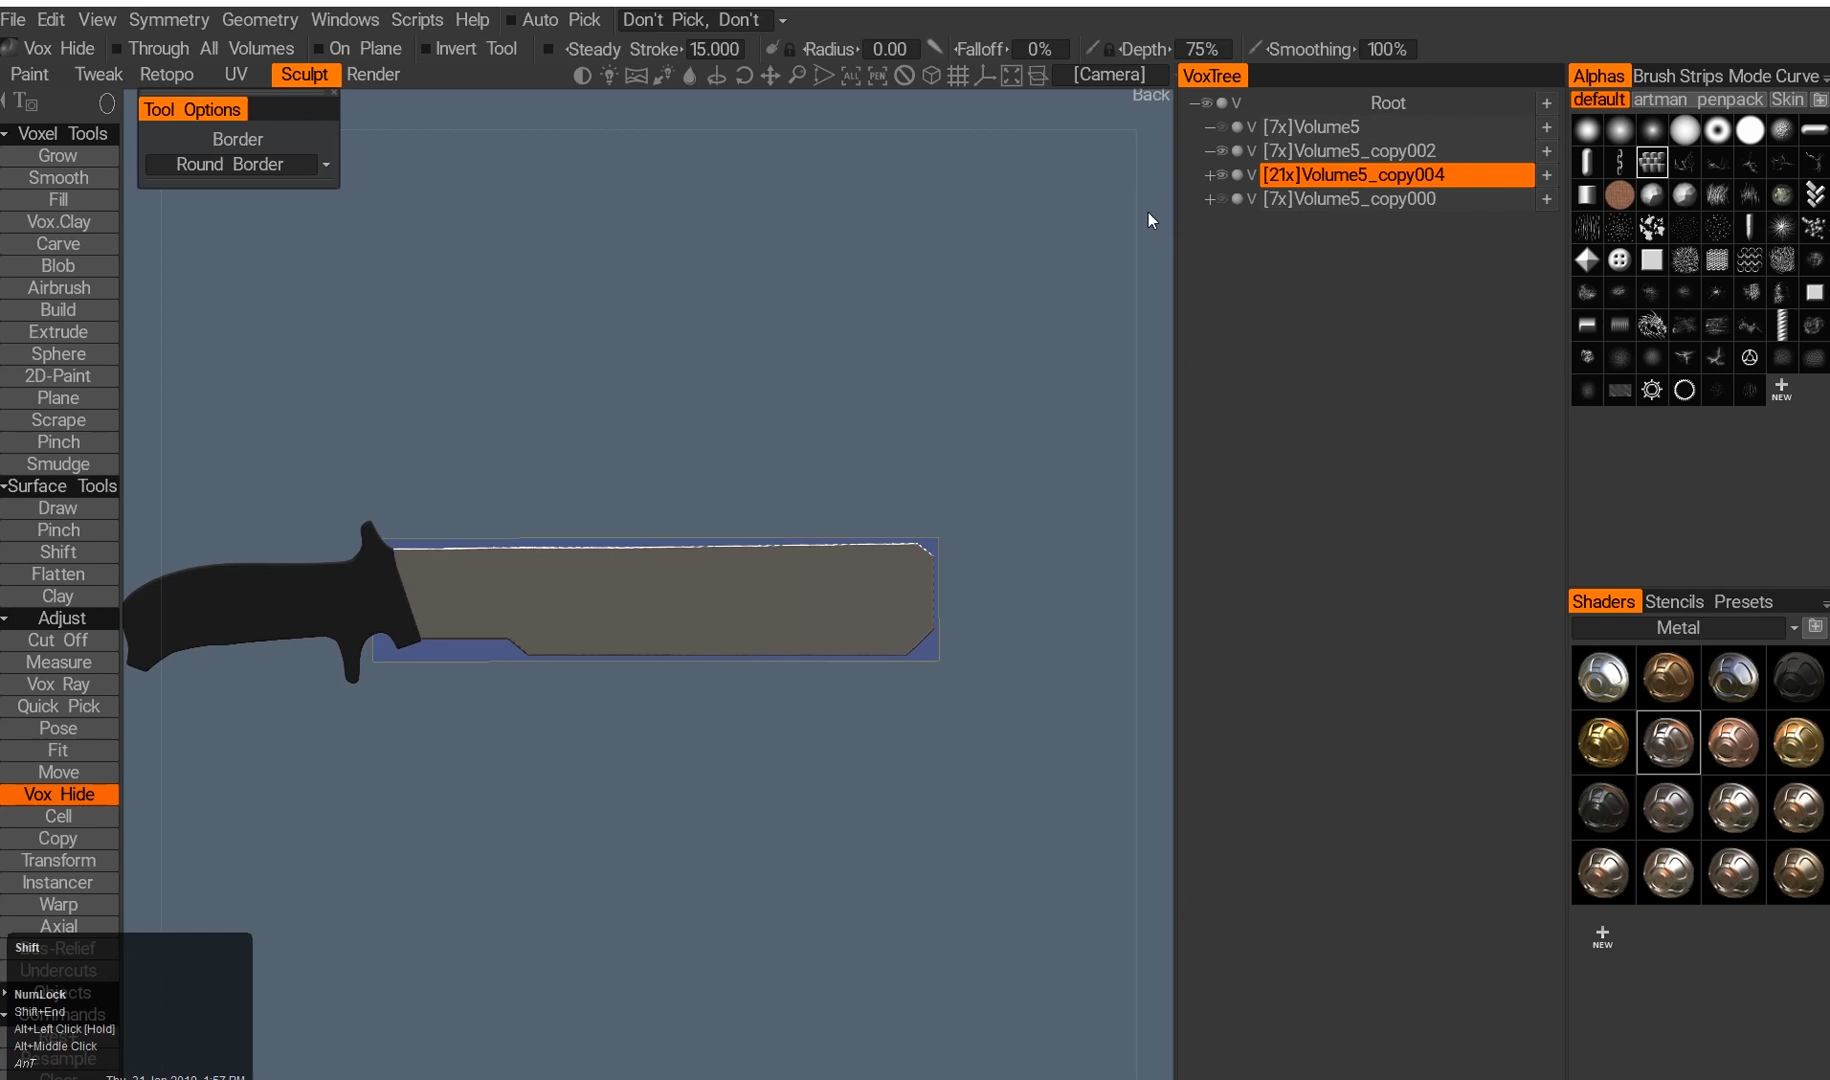 File Edit View Symmetry Geometry Windows Scripts Help Auto Pick Don't Pick, Don't
Vox Hide Through All Volumes On Plane Invert Tool Steady Stroke 15.000 Radius 0.00 Falloff 0% Depth 75% Smoothing 100%
Paint Tweak Retopo UV Sculpt Render ALL PEN [Camera]
Tool Options
Border
Round Border
Back
Voxel Tools
Grow
Smooth
Fill
Vox.Clay
Carve
Blob
Airbrush
Build
Extrude
Sphere
2D-Paint
Plane
Scrape
Pinch
Smudge
Surface Tools
Draw
Pinch
Shift
Flatten
Clay
Adjust
Cut Off
Measure
Vox Ray
Quick Pick
Pose
Fit
Move
Vox Hide
Cell
Copy
Transform
Instancer
Warp
Axial
Undercuts
Shift
NumLock
Shift+End
Alt+Left Click [Hold]
Alt+Middle Click
AnT
VoxTree
V Root +
V [7x]Volume5 +
V [7x]Volume5_copy002 +
V [21x]Volume5_copy004 +
V [7x]Volume5_copy000 +
Alphas Brush Strips Mode Curve
default artman penpack Skin
NEW
Shaders Stencils Presets
Metal
NEW